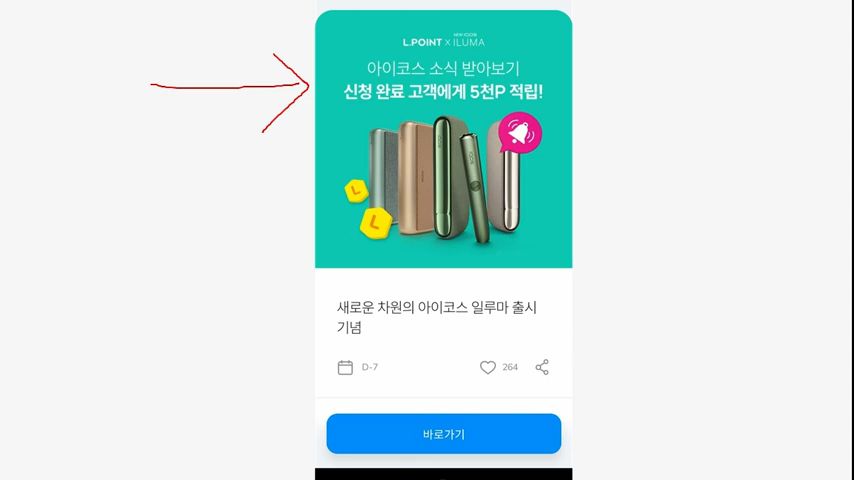 L.POINT X ILUMA
아이코스 소식 받아보기
신청 완료 고객에게 5천P 적립!
L
L
새로운 차원의 아이코스 일루마 출시
기념
D-7
264
바로가기